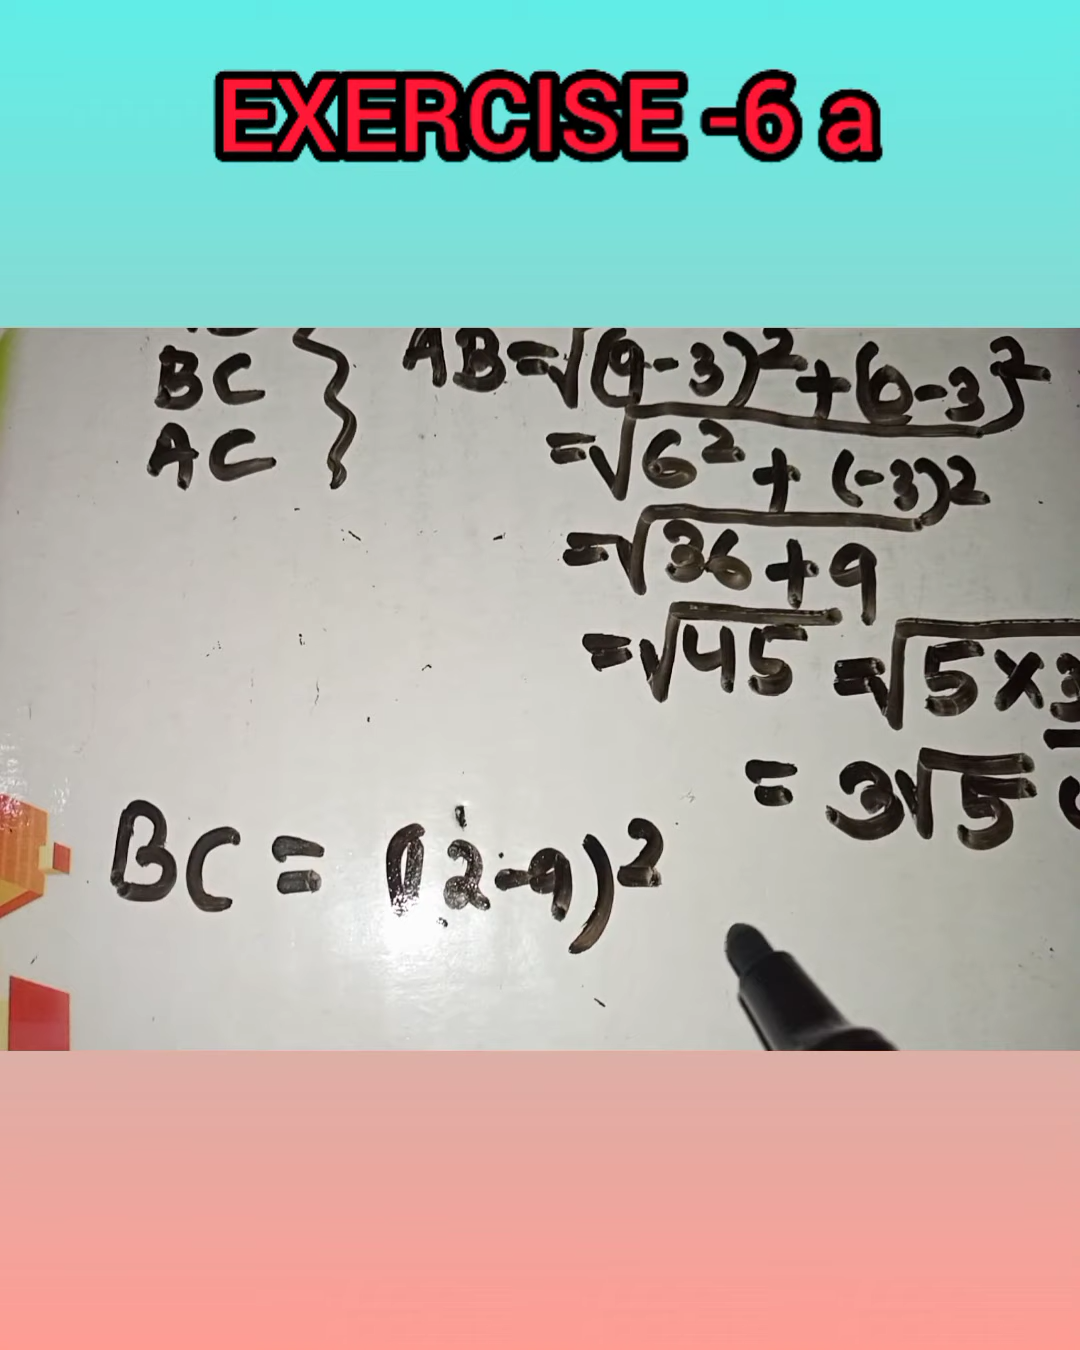 EXERCISE -6 a
BC
AC
AB=√(9-3)²+(0-3)²
=√6²+(-3)²
=√36+9
=√45 =√5×3
= 3√5
BC = (12-9)²